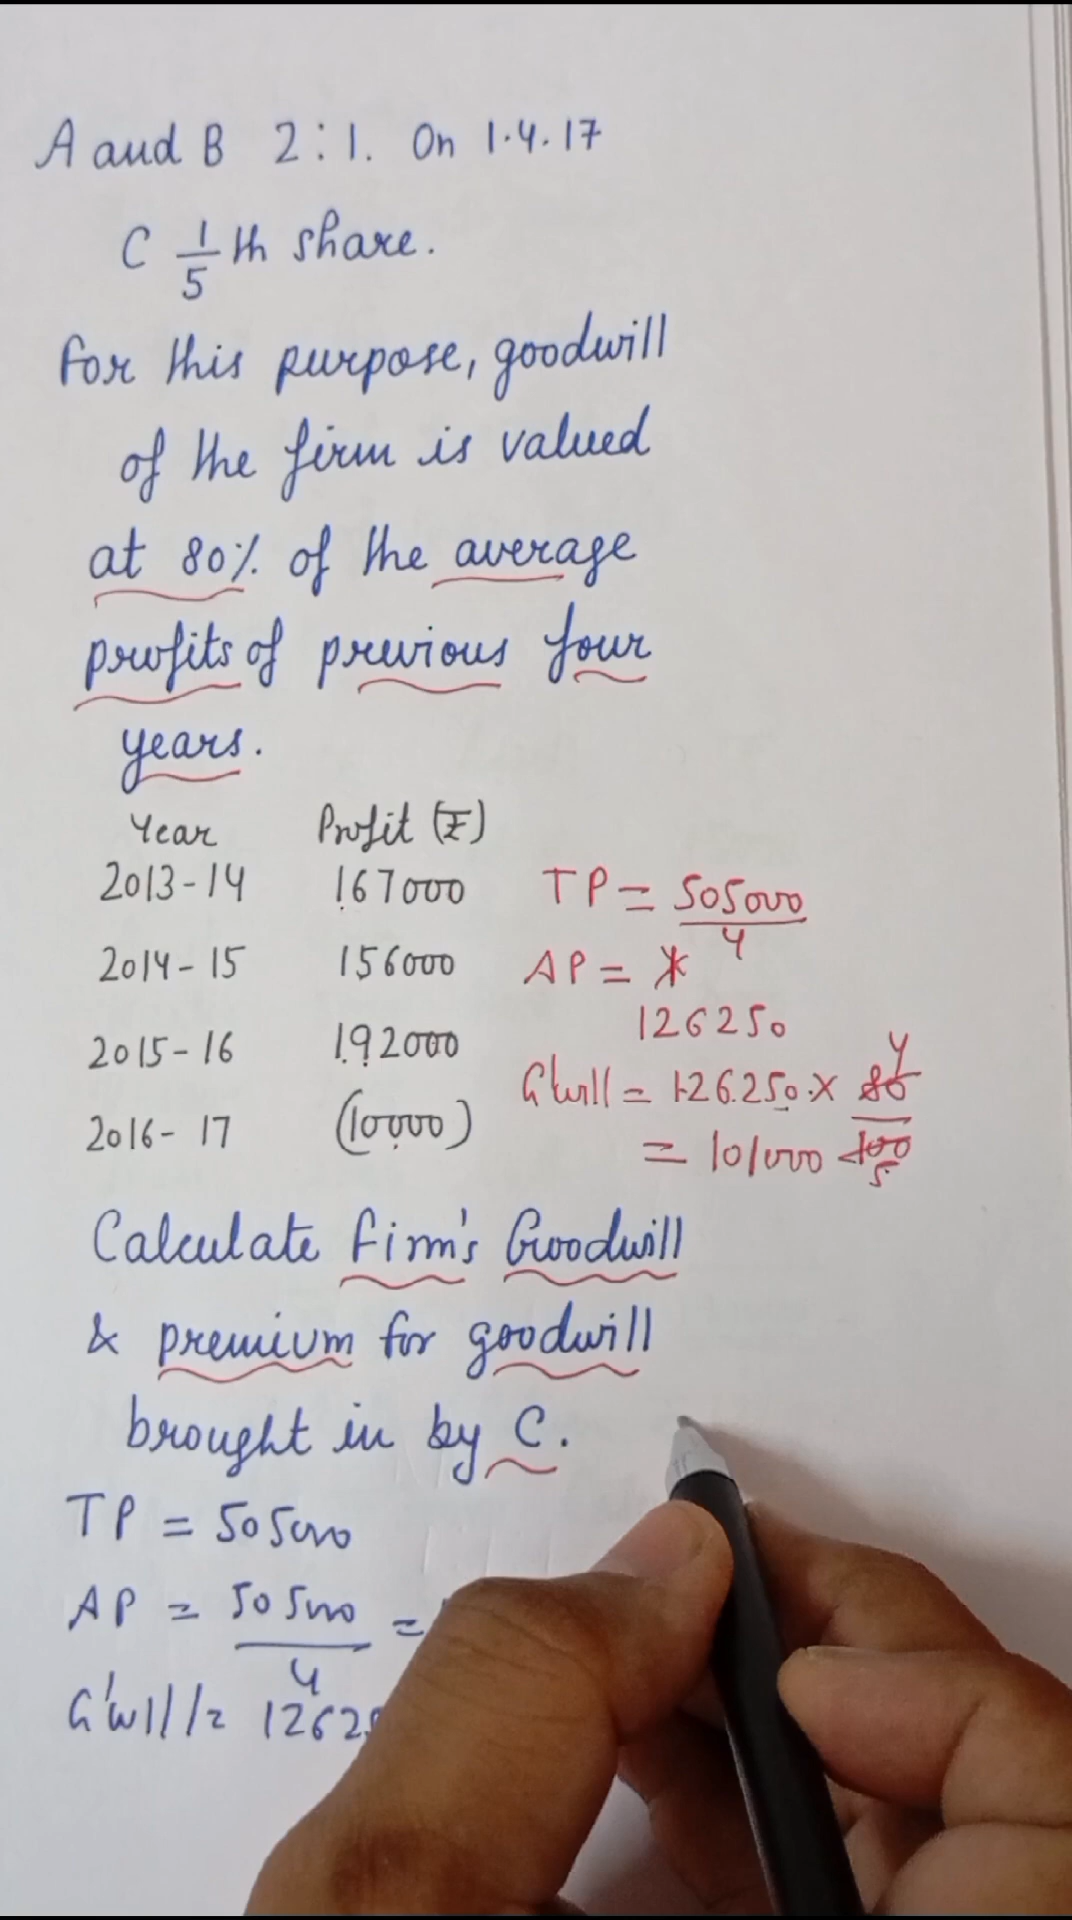 A and B 2:1. On 1.4.17
C 1/5 th share.
For this purpose, goodwill
of the firm is valued
at 80% of the average
profits of previous four
years.
Year Profit (₹)
2013-14 167000 TP = 505000/4
2014-15 156000 AP =
126250
2015-16 192000 G'will = 126250 x 80/100 4/5
2016-17 (10000) = 101000
Calculate Firm's Goodwill
& premium for goodwill
brought in by C.
TP = 505000
AP = 505000/4 =
G'will = 1262